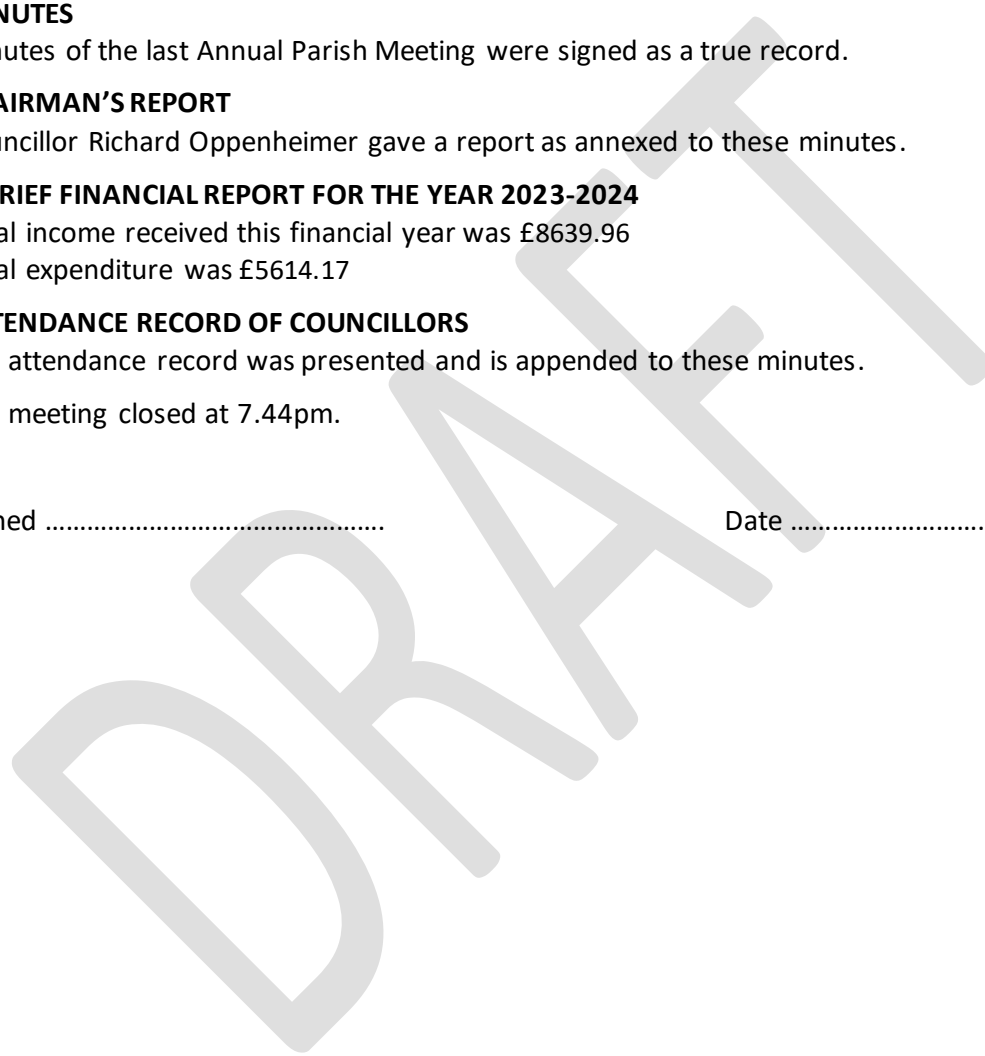 NUTES
nutes of the last Annual Parish Meeting were signed as a true record.
AIRMAN'S REPORT
uncillor Richard Oppenheimer gave a report as annexed to these minutes.
RIEF FINANCIAL REPORT FOR THE YEAR 2023-2024
al income received this financial year was £8639.96
al expenditure was £5614.17
TENDANCE RECORD OF COUNCILLORS
attendance record was presented and is appended to these minutes.
meeting closed at 7.44pm.
ned ................................................. Date ............................
DRAFT